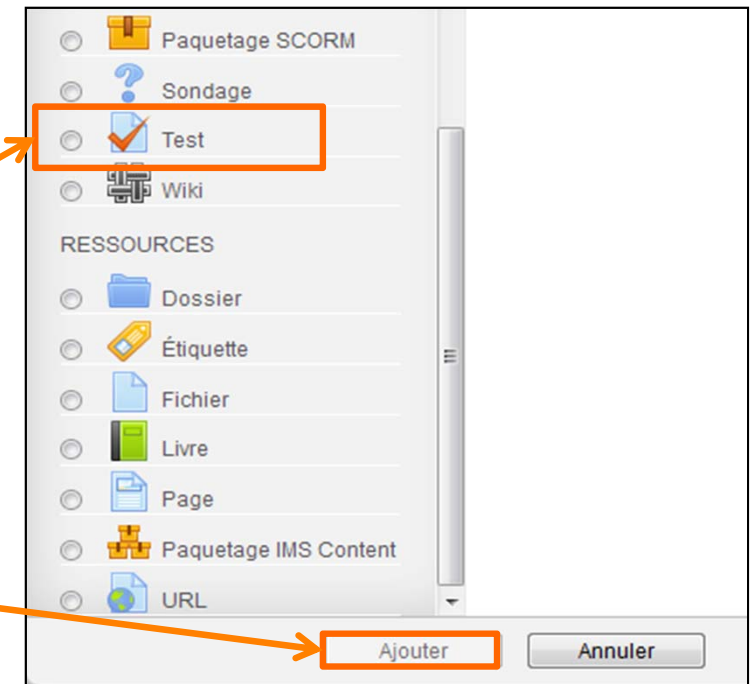 Paquetage SCORM
Sondage
Test
Wiki
RESSOURCES
Dossier
Étiquette
Fichier
Livre
Page
Paquetage IMS Content
URL
Ajouter
Annuler